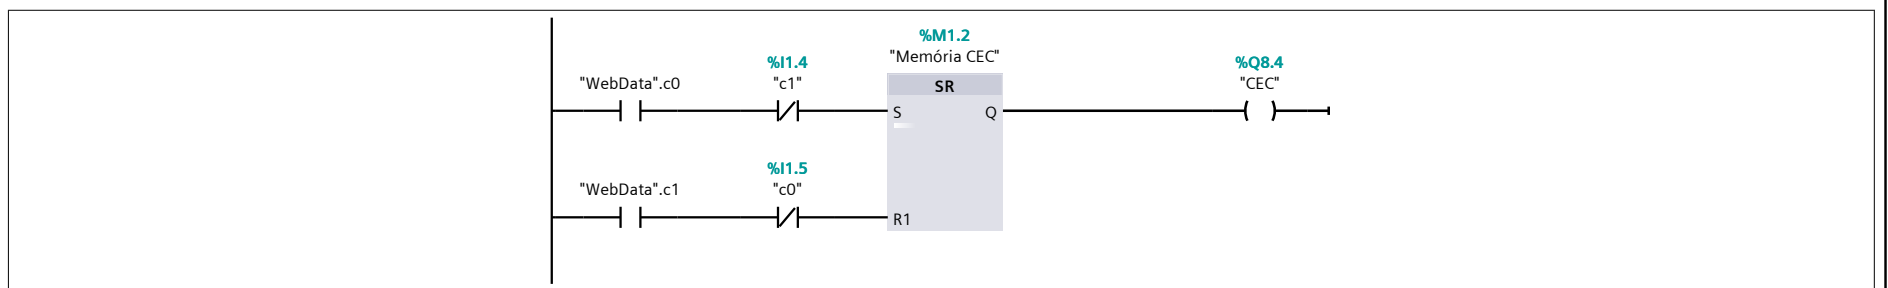 %M1.2
"Memória CEC"
%I1.4
"c1"
%Q8.4
"CEC"
"WebData".c0
SR
S
Q
%I1.5
"c0"
"WebData".c1
R1